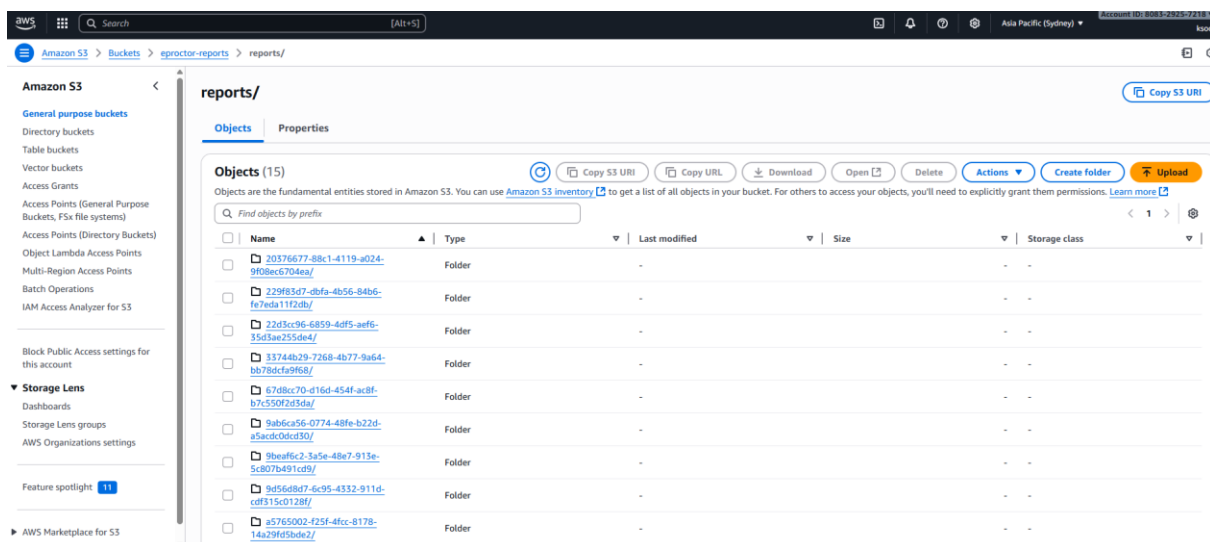 aws
Search
[Alt+S]
Asia Pacific (Sydney) ▼
Account ID: 8083-2925-7218
Amazon S3 > Buckets > eproctor-reports > reports/
Amazon S3
General purpose buckets
Directory buckets
Table buckets
Vector buckets
Access Grants
Access Points (General Purpose
Buckets, FSx file systems)
Access Points (Directory Buckets)
Object Lambda Access Points
Multi-Region Access Points
Batch Operations
IAM Access Analyzer for S3
Block Public Access settings for
this account
Storage Lens
Dashboards
Storage Lens groups
AWS Organizations settings
Feature spotlight 11
AWS Marketplace for S3
reports/
Copy S3 URI
Objects
Properties
Objects (15)
Copy S3 URI
Copy URL
Download
Open
Delete
Actions ▼
Create folder
Upload
Objects are the fundamental entities stored in Amazon S3. You can use Amazon S3 inventory to get a list of all objects in your bucket. For others to access your objects, you'll need to explicitly grant them permissions. Learn more
Find objects by prefix
1
Name Type Last modified Size Storage class
20376677-88c1-4119-a024-
9f08ec6704ea/
Folder - - -
229f83d7-dbfa-4b56-84b6-
fe7eda11f2db/
Folder - - -
22d3cc96-6859-4df5-aef6-
35d3ae255de4/
Folder - - -
33744b29-7268-4b77-9a64-
bb78dcfa9f68/
Folder - - -
67d8cc70-d16d-454f-ac8f-
b7c550f2d3da/
Folder - - -
9ab6ca56-0774-48fe-b22d-
a5acdc0dcd30/
Folder - - -
9beaf6c2-3a5e-48e7-913e-
5c807b491cd9/
Folder - - -
9d56d8d7-6c95-4332-911d-
cdf315c0128f/
Folder - - -
a5765002-f25f-4fcc-8178-
14a29fd5bde2/
Folder - - -